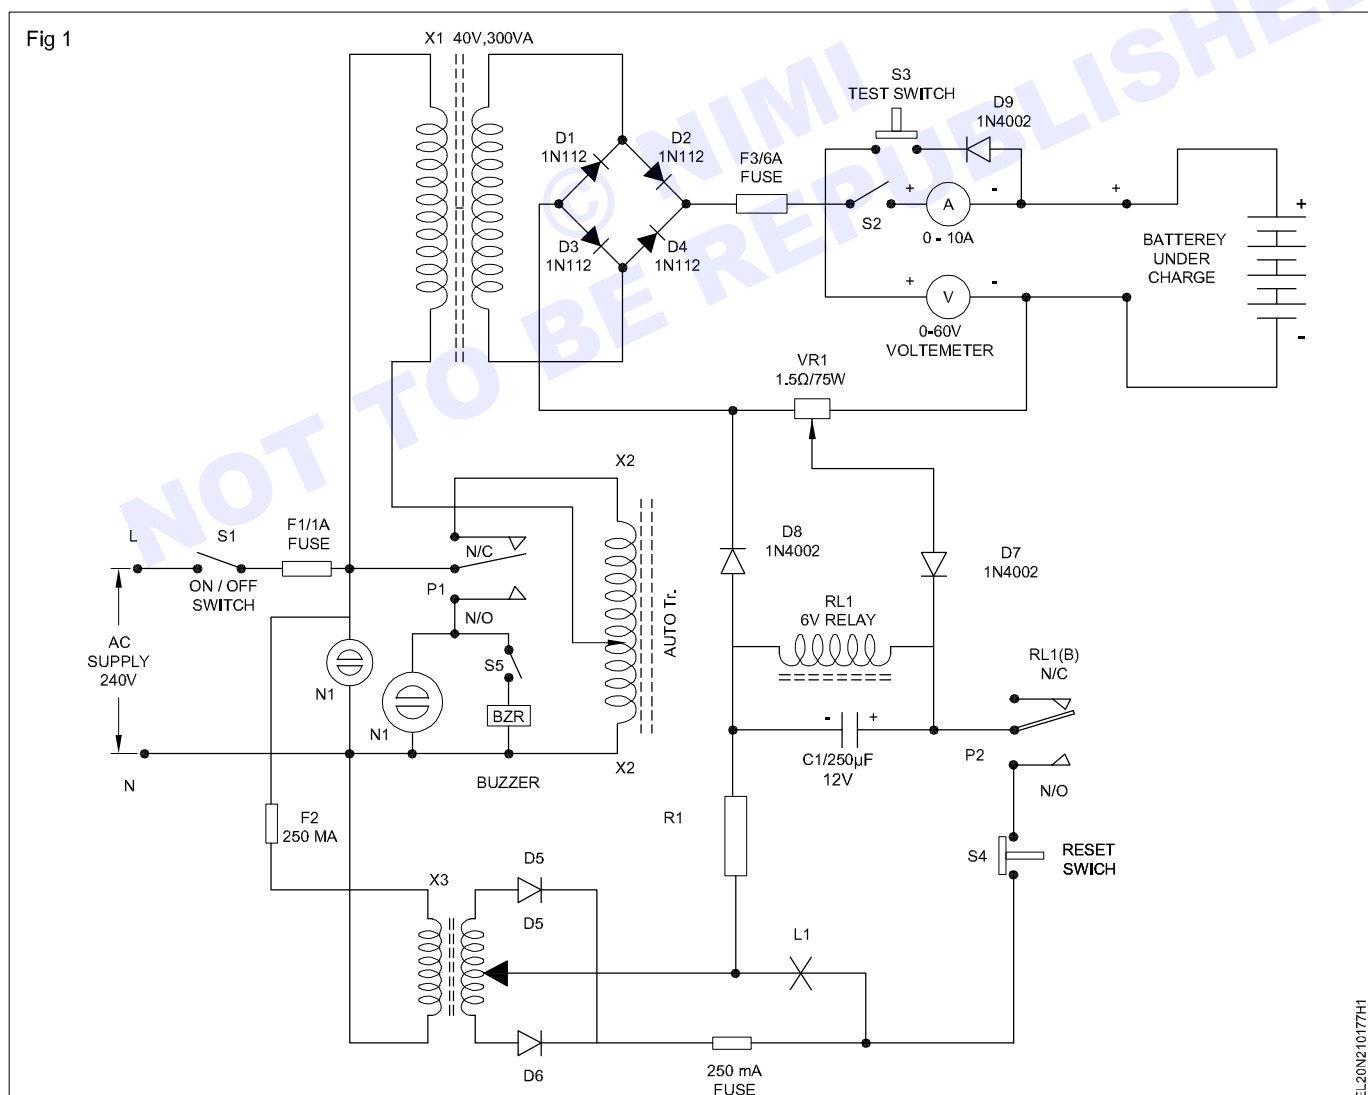 Fig 1
X1 40V,300VA
S3
TEST SWITCH
D9
1N4002
D1
1N112
D2
1N112
F3/6A
FUSE
+
-
+
+
S2
A
0 - 10A
D3
1N112
D4
1N112
BATTEREY
UNDER
CHARGE
+
V
-
-
0-60V
VOLTEMETER
VR1
1.5Ω/75W
X2
L
S1
F1/1A
FUSE
N/C
D8
1N4002
D7
1N4002
ON / OFF
SWITCH
P1
N/O
AUTO Tr.
RL1
6V RELAY
AC
SUPPLY
240V
S5
RL1(B)
N/C
N1
N1
BZR
-
+
P2
C1/250µF
12V
N
BUZZER
X2
N/O
F2
250 MA
R1
S4
RESET
SWICH
X3
D5
D5
L1
D6
250 mA
FUSE
EL20N210177H1
© NIMI
NOT TO BE REPUBLISHE